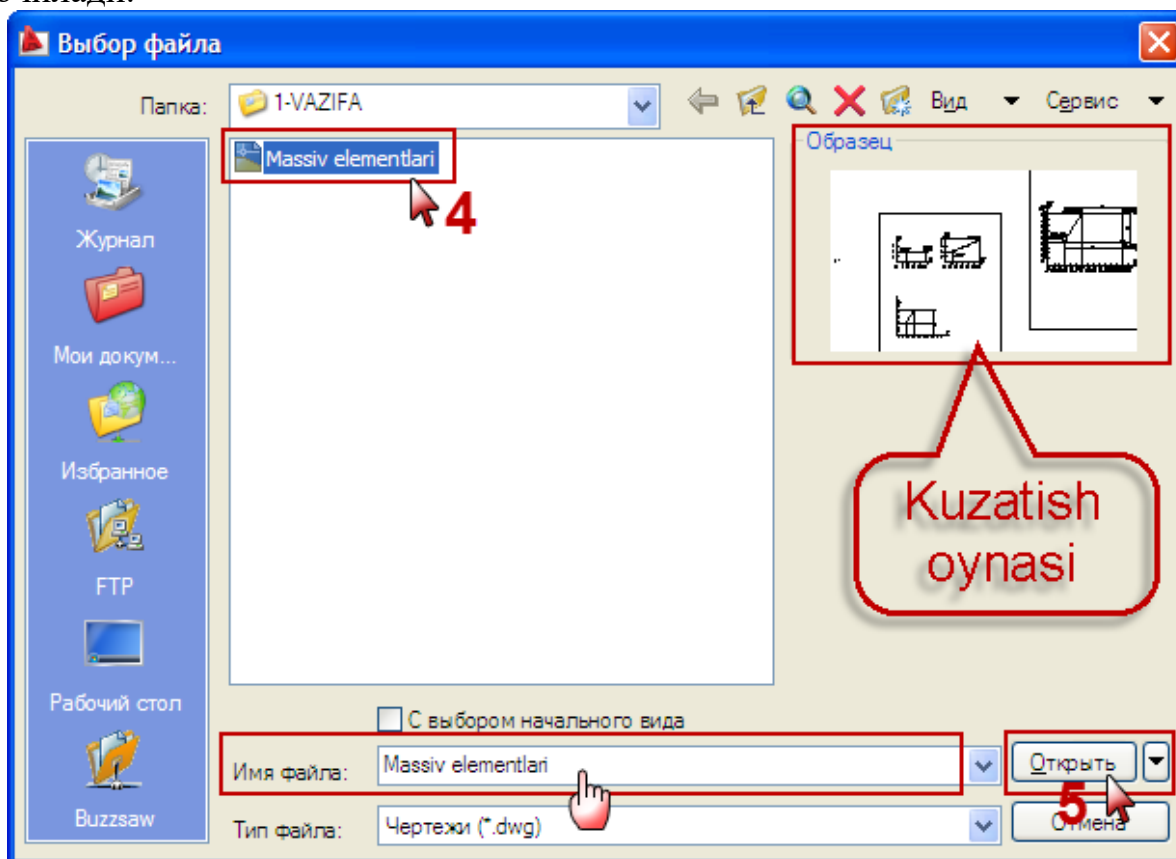 Выбор файла
Папка:
1-VAZIFA
Вид
Сервис
Massiv elementlari
4
Образец
Журнал
Мои докум...
Избранное
FTP
Рабочий стол
Buzzsaw
Kuzatish
oynasi
С выбором начального вида
Имя файла:
Massiv elementlari
Открыть
5
Тип файла:
Чертежи (*.dwg)
Отмена